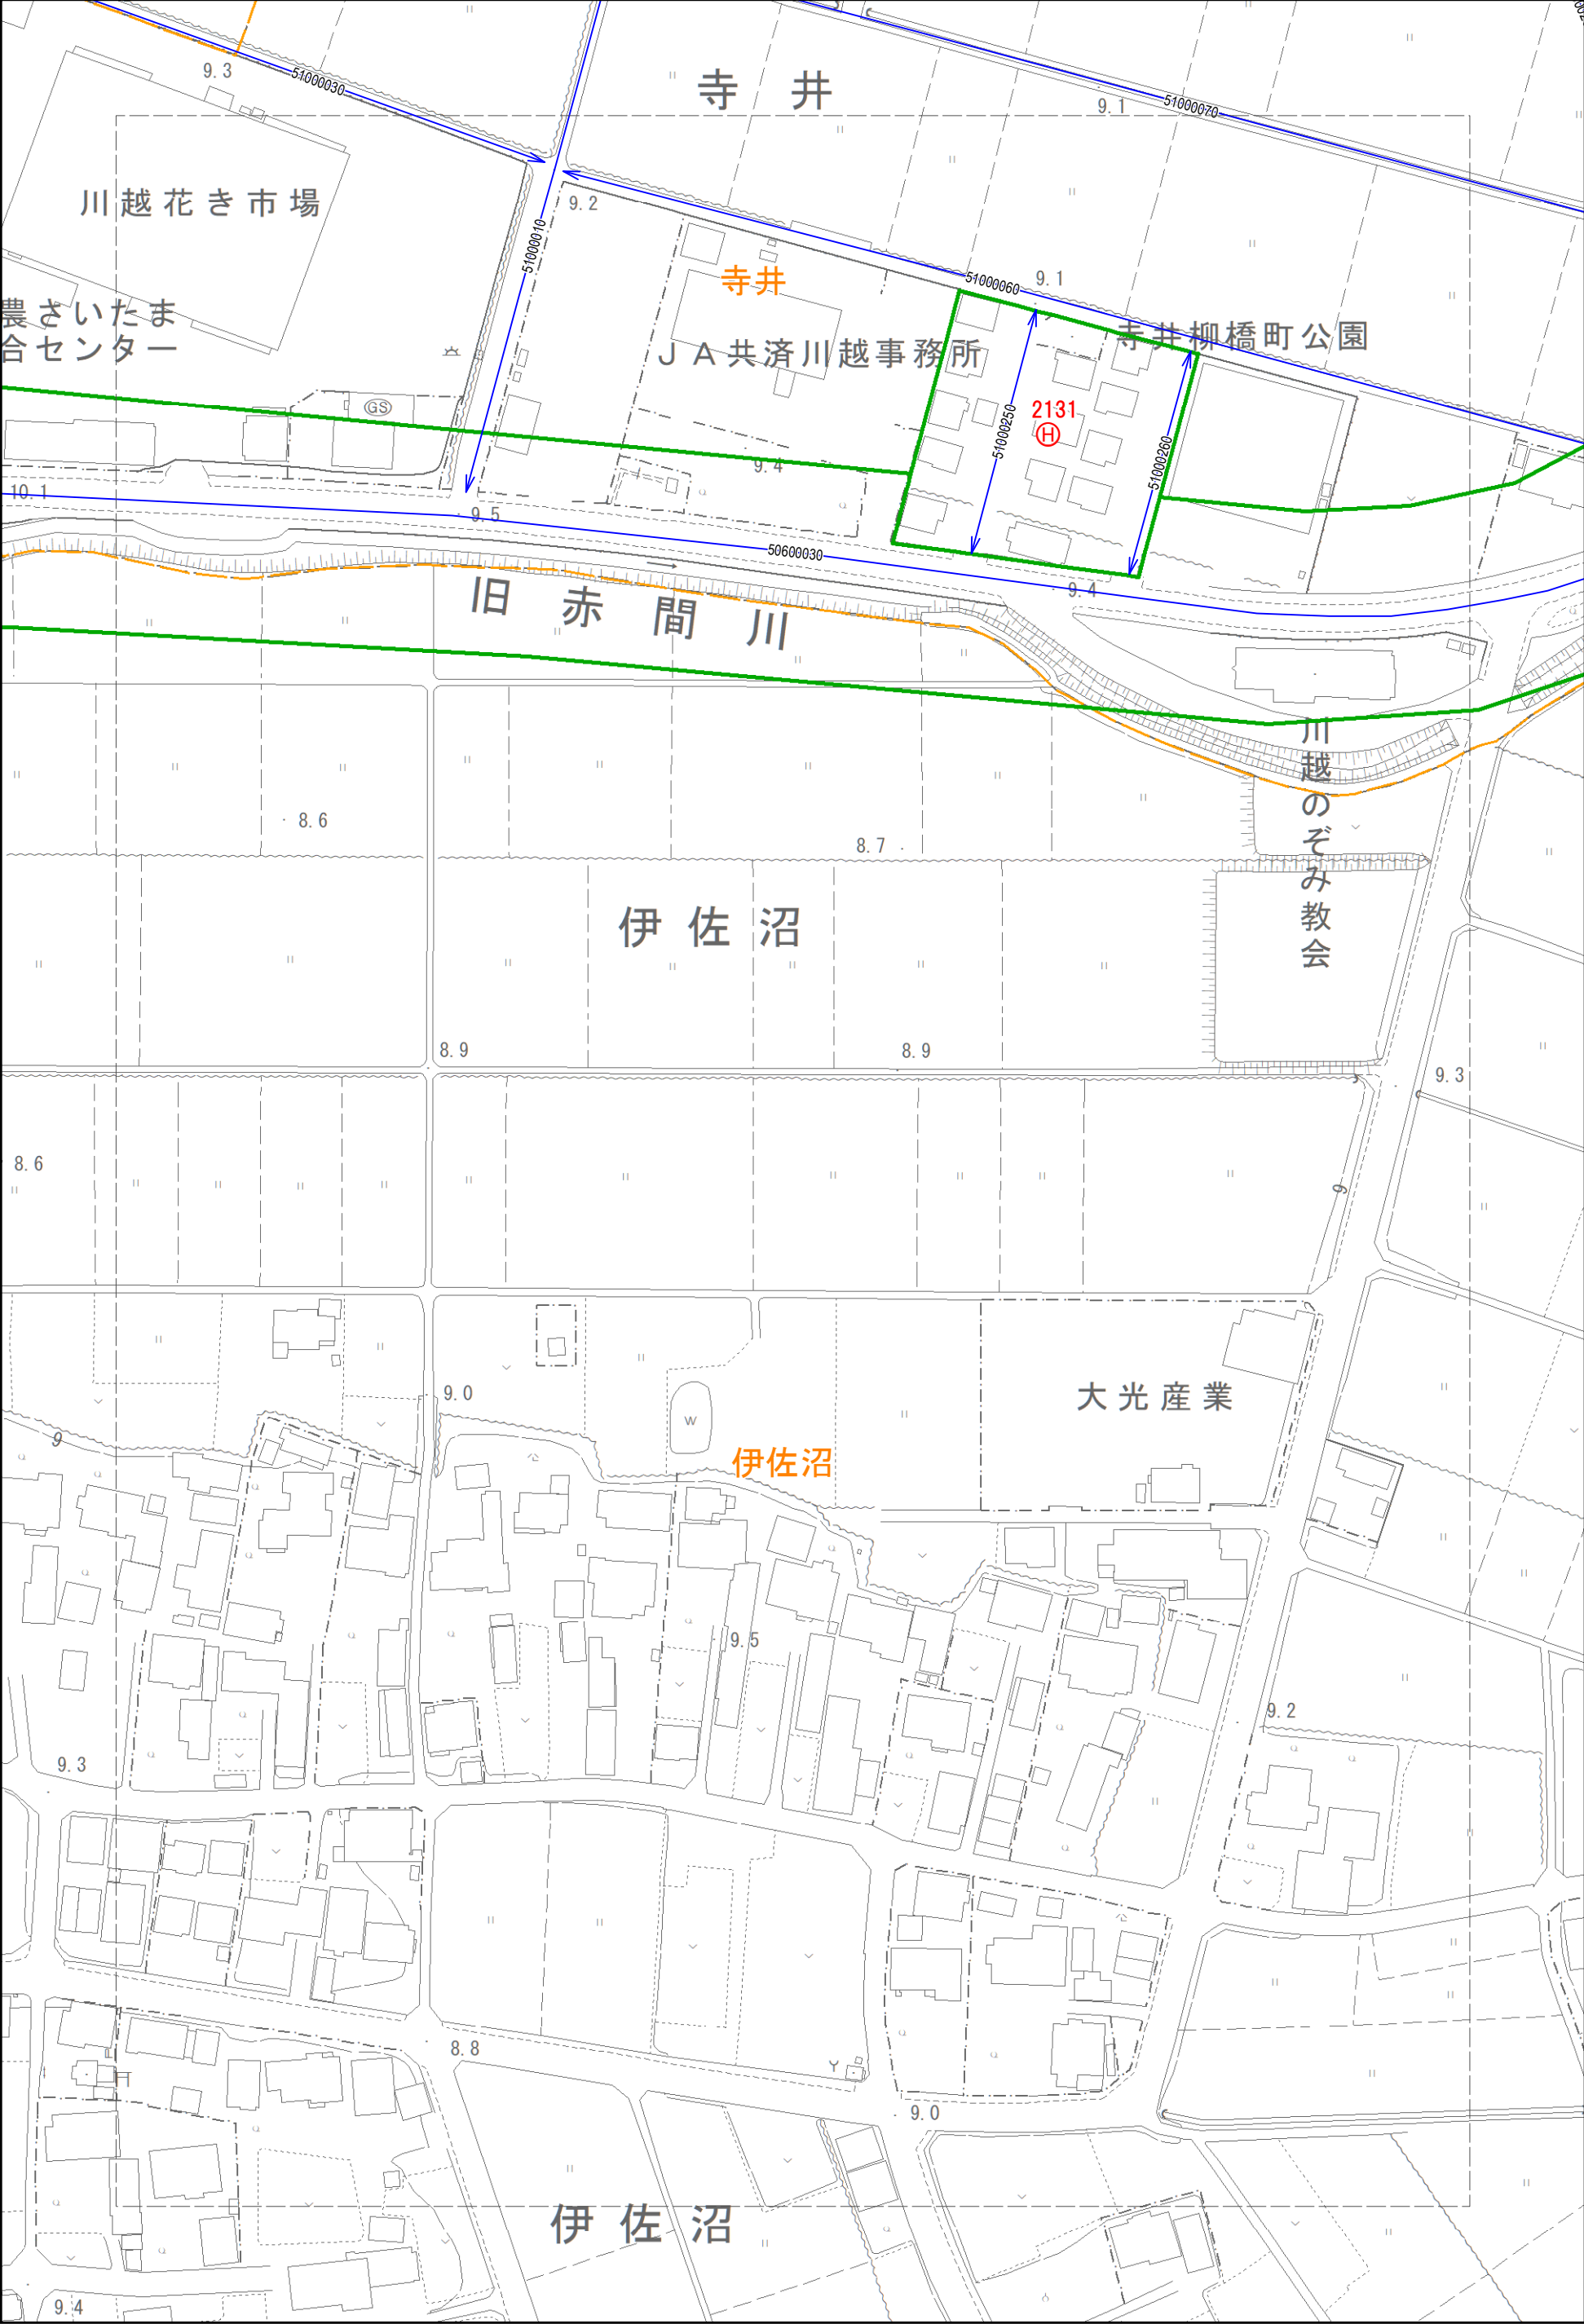 9.3
51000030
寺井
9.1
51000070
川越花き市場
9.2
51000010
寺井
51000060
9.1
農さいたま
合センター
JA共済川越事務所
寺井柳橋町公園
GS
51000250
2131
H
51000260
9.4
10.1
9.5
50600030
9.4
旧赤間川
川越のぞみ教会
8.6
8.7
伊佐沼
8.9
8.9
9.3
8.6
9
9.0
大光産業
W
9
伊佐沼
9.5
9.2
9.3
8.8
9.0
伊佐沼
9.4